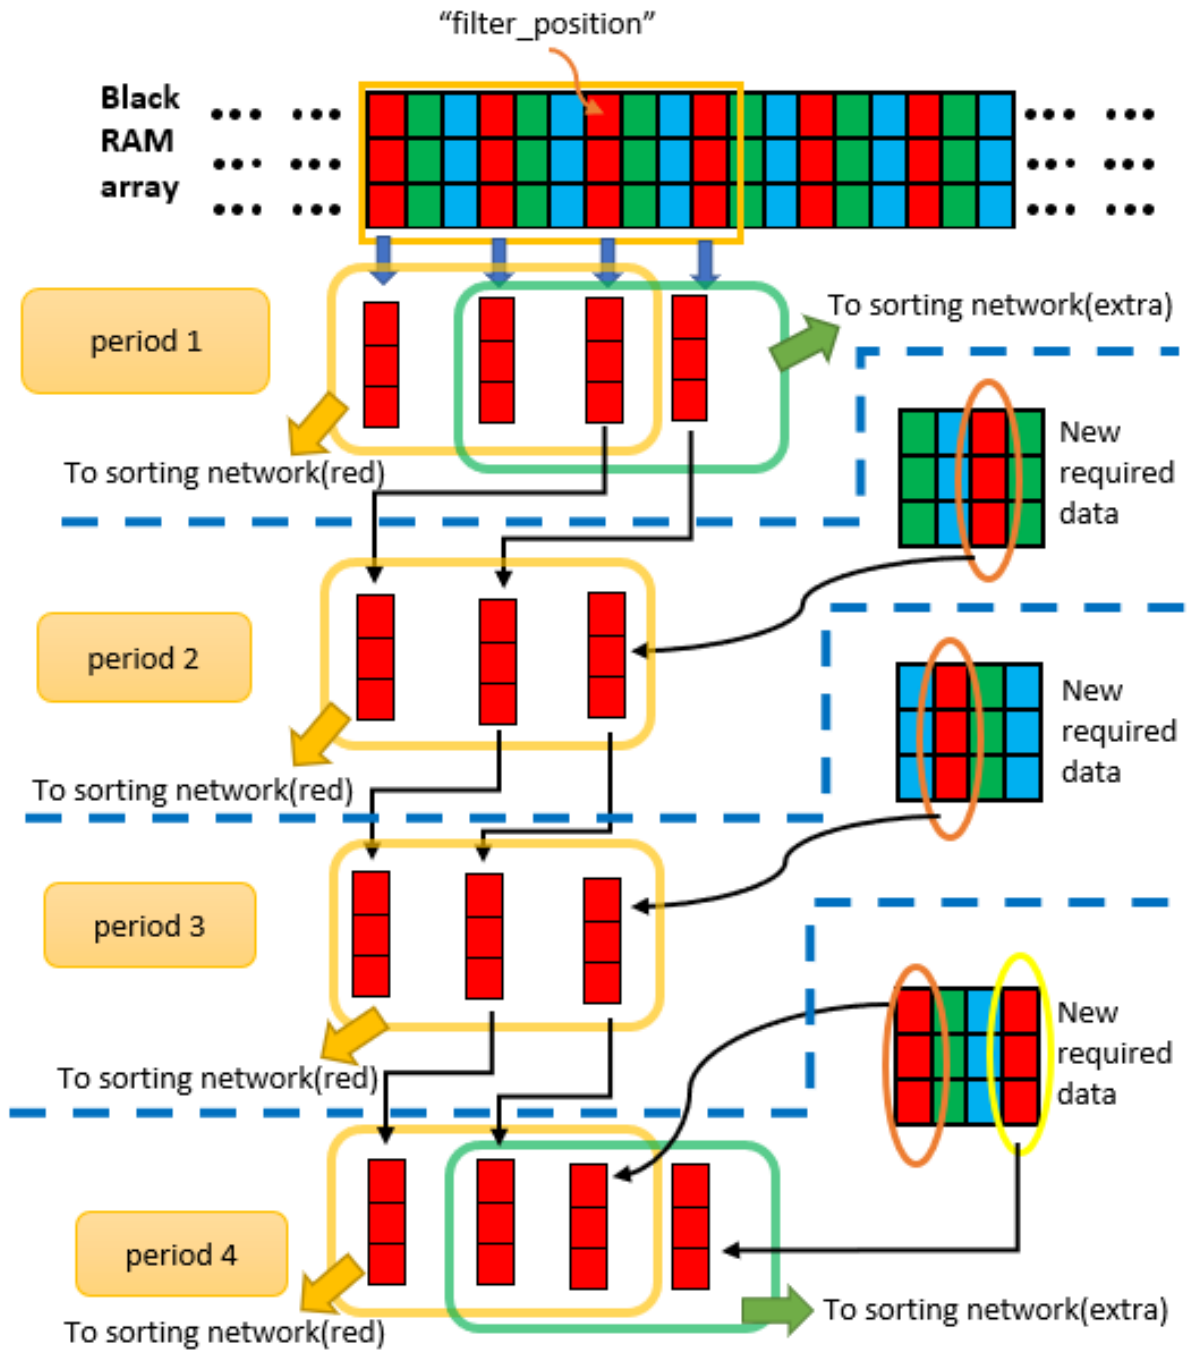 “filter_position”
Black
RAM
array
period 1
To sorting network(extra)
To sorting network(red)
New
required
data
period 2
To sorting network(red)
New
required
data
period 3
To sorting network(red)
New
required
data
period 4
To sorting network(extra)
To sorting network(red)